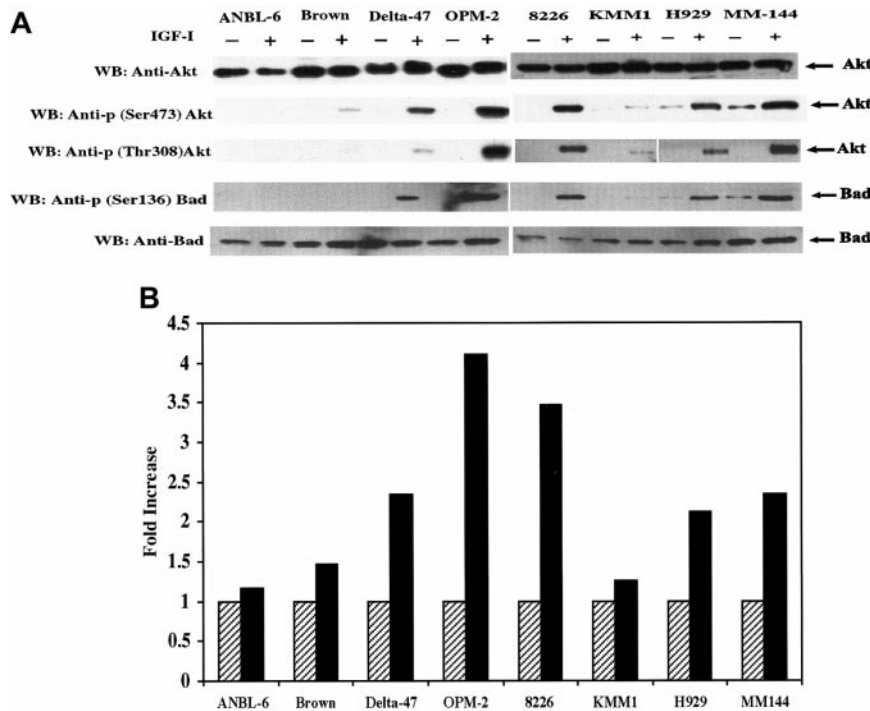 A
ANBL-6 Brown Delta-47 OPM-2 8226 KMM1 H929 MM-144
IGF-I − + − + − + − + − + − + − + − +
WB: Anti-Akt Akt
WB: Anti-p (Ser473) Akt Akt
WB: Anti-p (Thr308)Akt Akt
WB: Anti-p (Ser136) Bad Bad
WB: Anti-Bad Bad
B
Fold Increase
4.5
4
3.5
3
2.5
2
1.5
1
0.5
0
ANBL-6 Brown Delta-47 OPM-2 8226 KMM1 H929 MM144